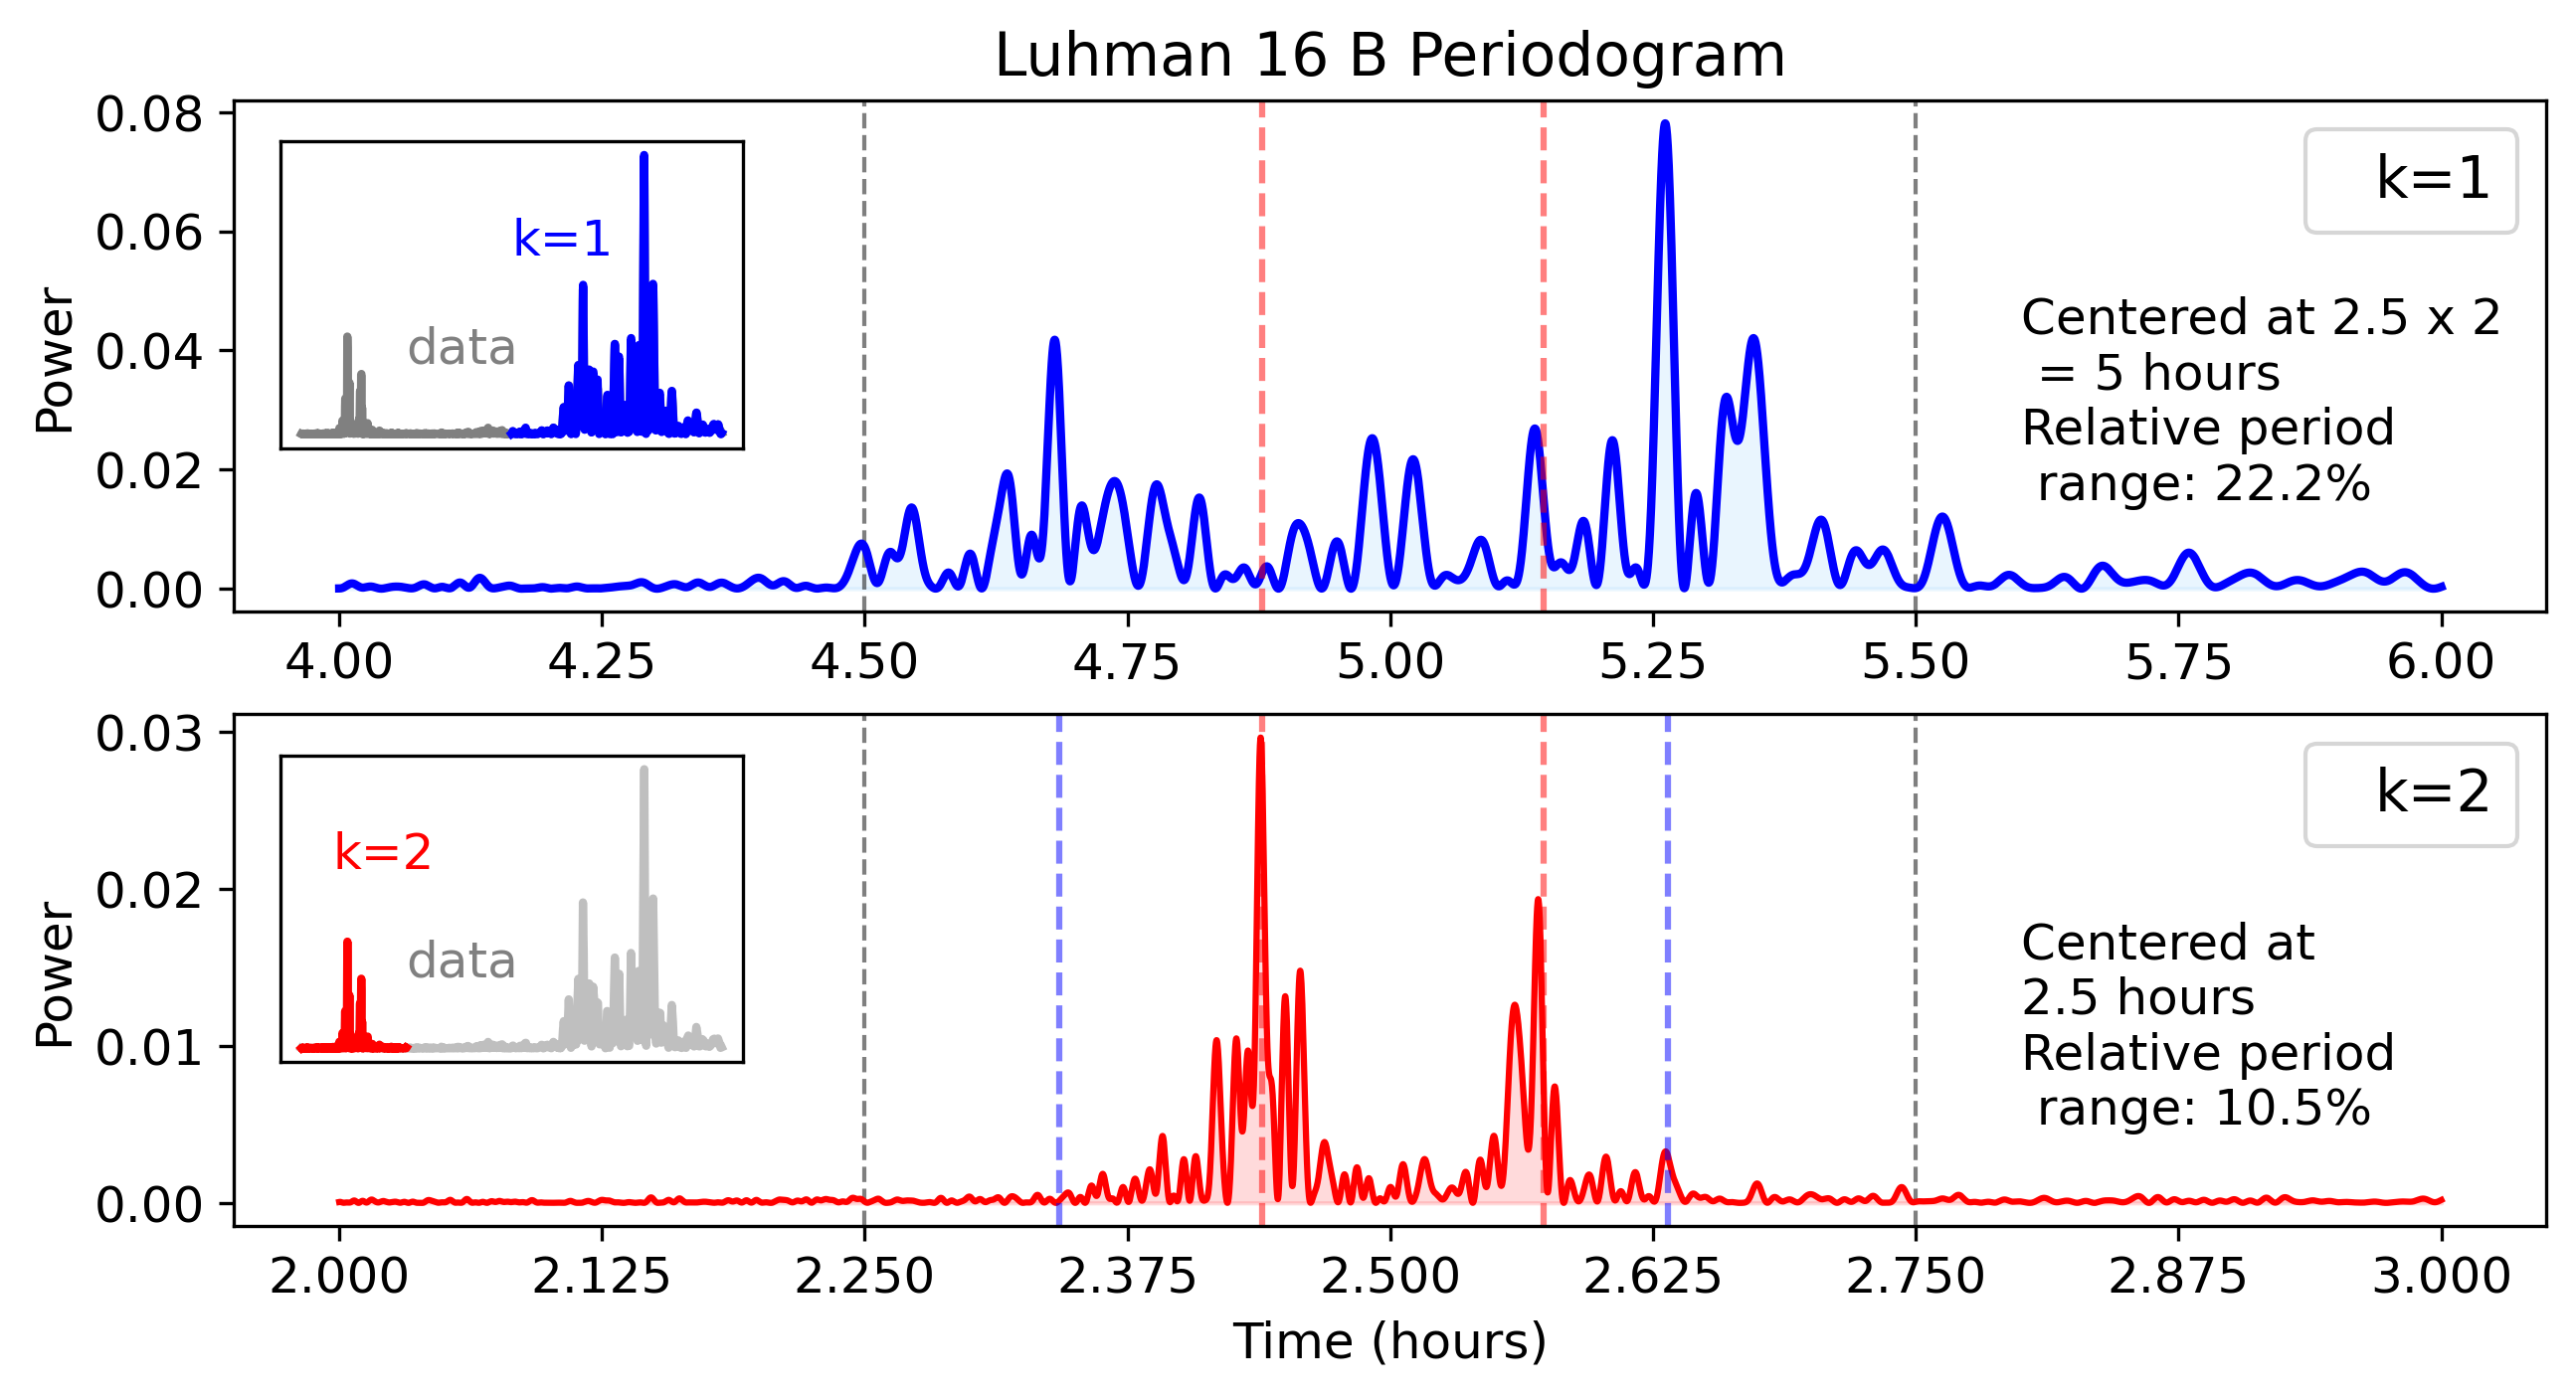 Luhman 16 B Periodogram
0.08
0.06
0.04
0.02
0.00
Power
k=1
data
k=1
Centered at 2.5 x 2
= 5 hours
Relative period
range: 22.2%
4.00 4.25 4.50 4.75 5.00 5.25 5.50 5.75 6.00
0.03
0.02
0.01
0.00
Power
k=2
data
k=2
Centered at
2.5 hours
Relative period
range: 10.5%
2.000 2.125 2.250 2.375 2.500 2.625 2.750 2.875 3.000
Time (hours)